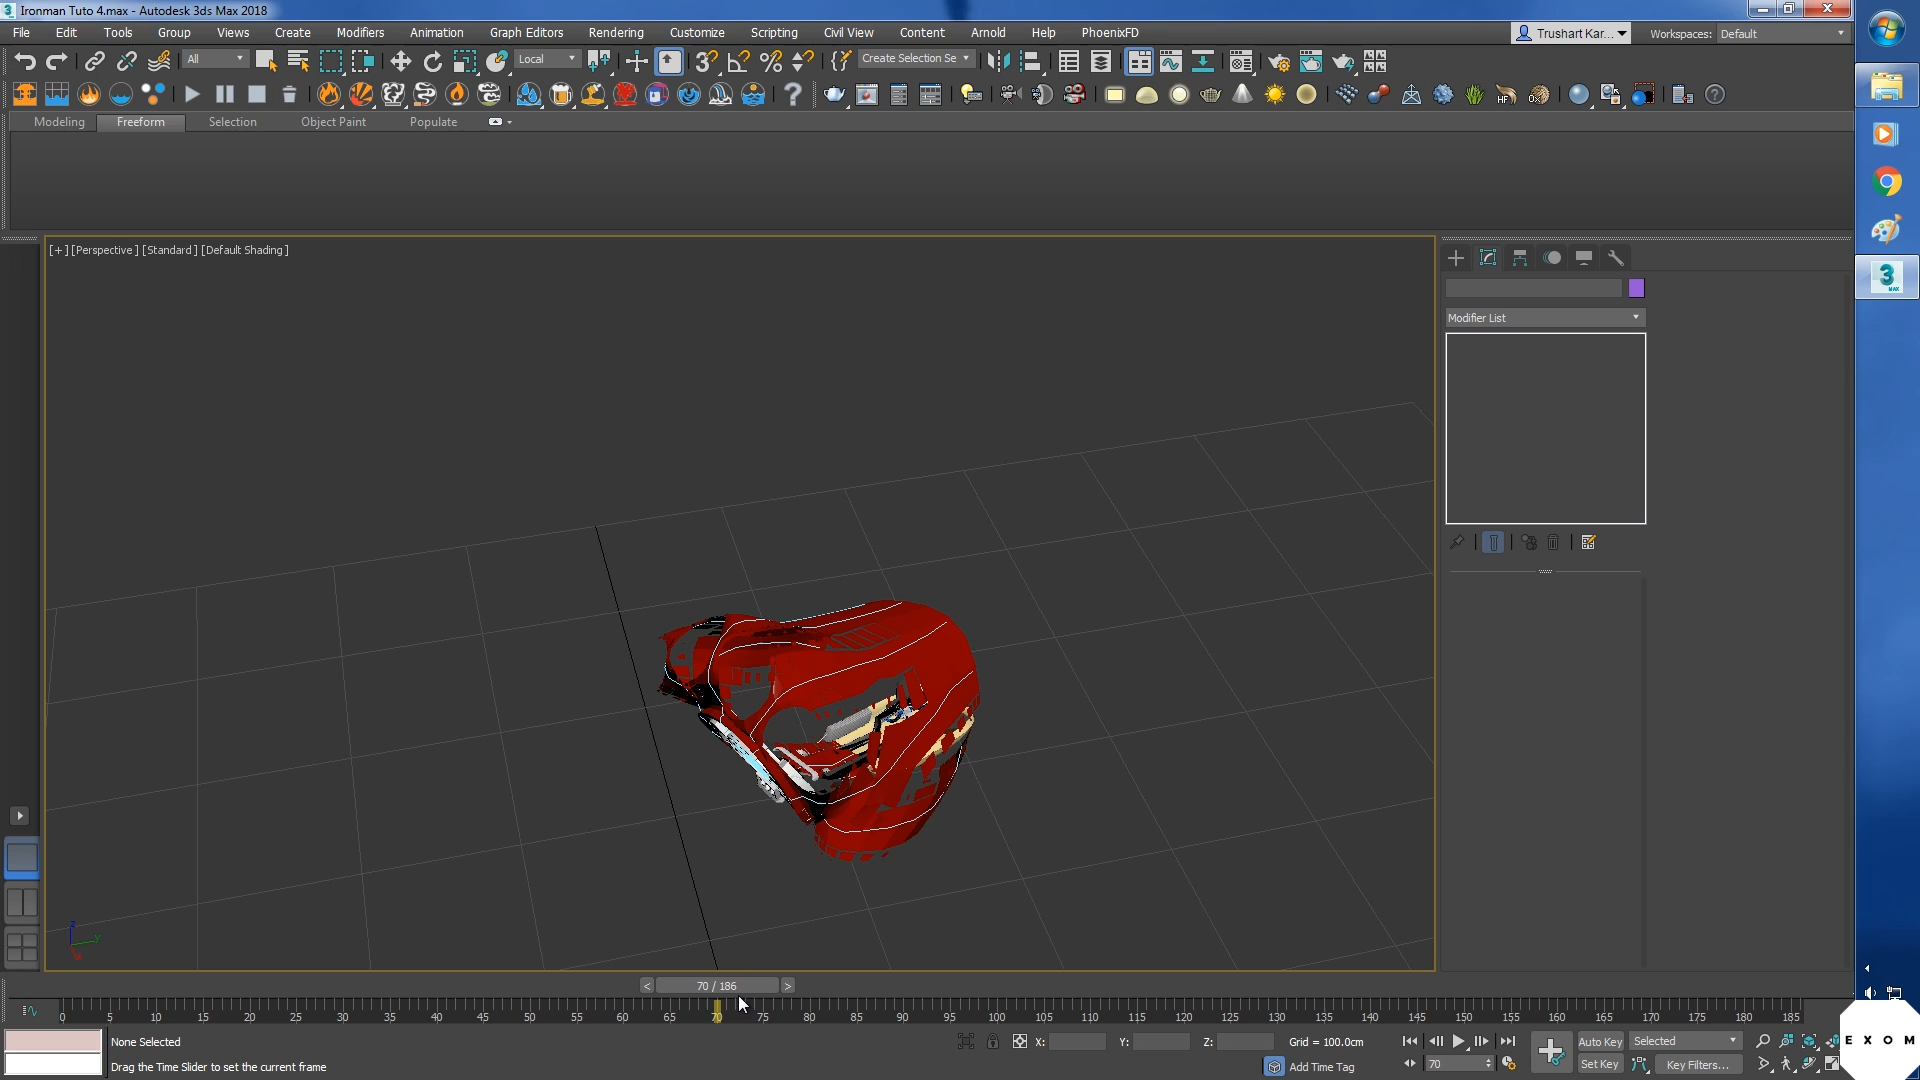 Ironman Tuto 4.max - Autodesk 3ds Max 2018
File Edit Tools Group Views Create Modifiers Animation Graph Editors Rendering Customize Scripting Civil View Content Arnold Help PhoenixFD
Trushart Kar... Workspaces: Default
All Local Create Selection Se
Modeling Freeform Selection Object Paint Populate
[+] [Perspective] [Standard] [Default Shading]
Modifier List
3
MAX
z
y
< 70 / 186 >
0 5 10 15 20 25 30 35 40 45 50 55 60 65 70 75 80 85 90 95 100 105 110 115 120 125 130 135 140 145 150 155 160 165 170 175 180 185
None Selected X: Y: Z: Grid = 100.0cm Auto Key Selected
Drag the Time Slider to set the current frame Add Time Tag 70 Set Key Key Filters...
EXOM